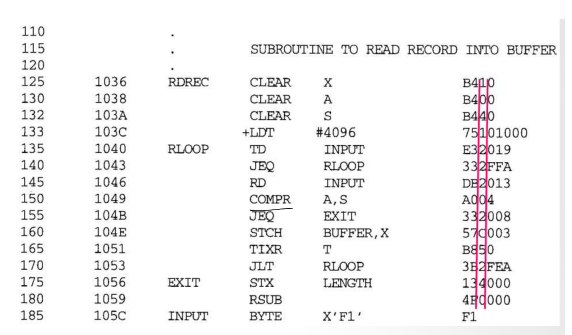 110 .
115 . SUBROUTINE TO READ RECORD INTO BUFFER
120 .
125 1036 RDREC CLEAR X B410
130 1038 CLEAR A B400
132 103A CLEAR S B440
133 103C +LDT #4096 75101000
135 1040 RLOOP TD INPUT E32019
140 1043 JEQ RLOOP 332FFA
145 1046 RD INPUT DB2013
150 1049 COMPR A,S A004
155 104B JEQ EXIT 332008
160 104E STCH BUFFER,X 57C003
165 1051 TIXR T B850
170 1053 JLT RLOOP 3B2FEA
175 1056 EXIT STX LENGTH 134000
180 1059 RSUB 4F0000
185 105C INPUT BYTE X'F1' F1